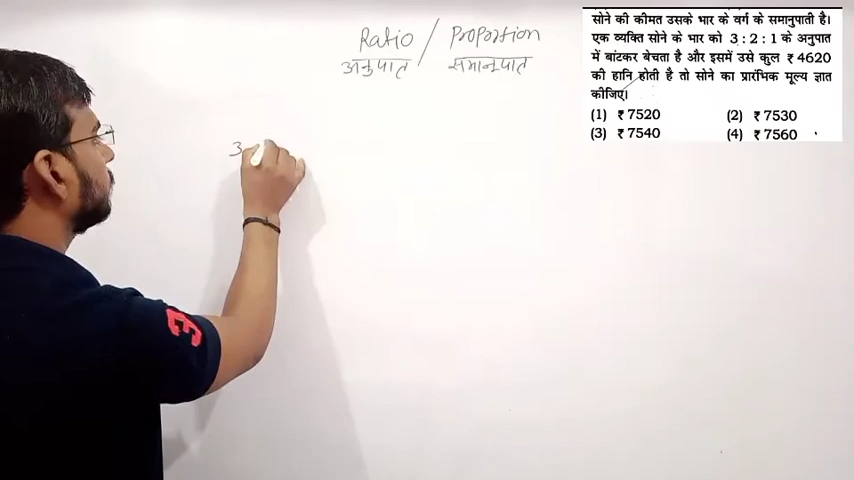 Ratio / Proportion
अनुपात समानुपात
सोने की कीमत उसके भार के वर्ग के समानुपाती है।
एक व्यक्ति सोने के भार को 3 : 2 : 1 के अनुपात
में बांटकर बेचता है और इसमें उसे कुल ₹ 4620
की हानि होती है तो सोने का प्रारंभिक मूल्य ज्ञात
कीजिए।
(1) ₹ 7520 (2) ₹ 7530
(3) ₹ 7540 (4) ₹ 7560
3
3